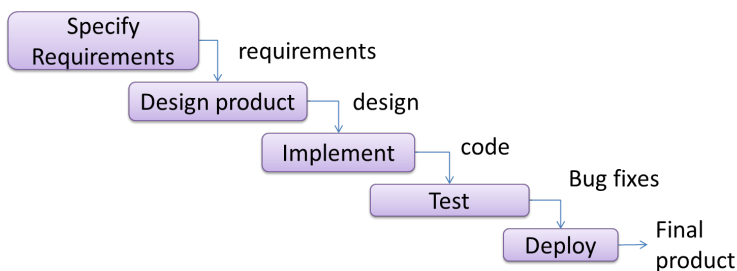 Specify
Requirements
requirements
Design product
design
Implement
code
Test
Bug fixes
Deploy
Final
product